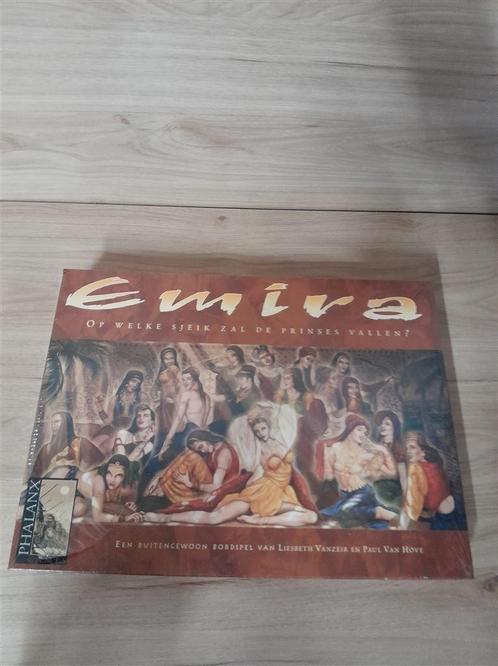 Emira
OP WELKE SJEIK ZAL DE PRINSES VALLEN?
PHALANX
EEN BUITENGEWOON BORDSPEL VAN LIESBETH VANZEIR EN PAUL VAN HOVE